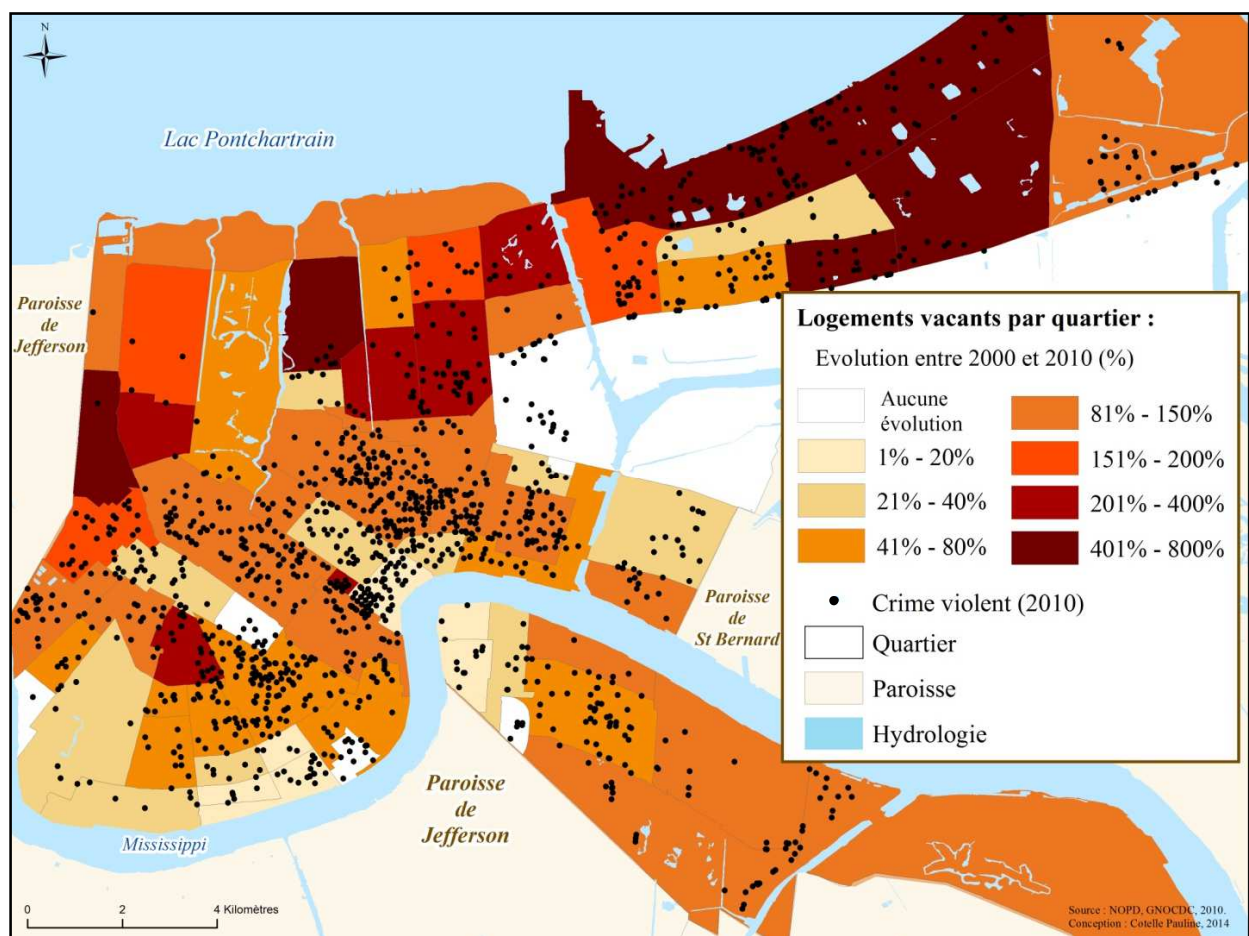 N
Lac Pontchartrain
Paroisse
de
Jefferson
Logements vacants par quartier :
Evolution entre 2000 et 2010 (%)
Aucune
évolution
1% - 20%
21% - 40%
41% - 80%
81% - 150%
151% - 200%
201% - 400%
401% - 800%
Crime violent (2010)
Quartier
Paroisse
Hydrologie
Paroisse
de
St Bernard
Paroisse
de
Jefferson
Mississippi
0 2 4 Kilomètres
Source : NOPD, GNOCDC, 2010.
Conception : Cotelle Pauline, 2014